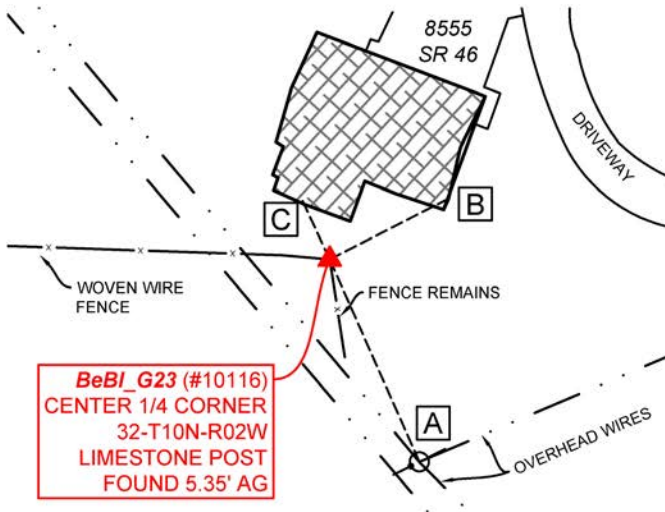 8555
SR 46
DRIVEWAY
C
B
WOVEN WIRE
FENCE
FENCE REMAINS
BeBl_G23 (#10116)
CENTER 1/4 CORNER
32-T10N-R02W
LIMESTONE POST
FOUND 5.35' AG
A
OVERHEAD WIRES